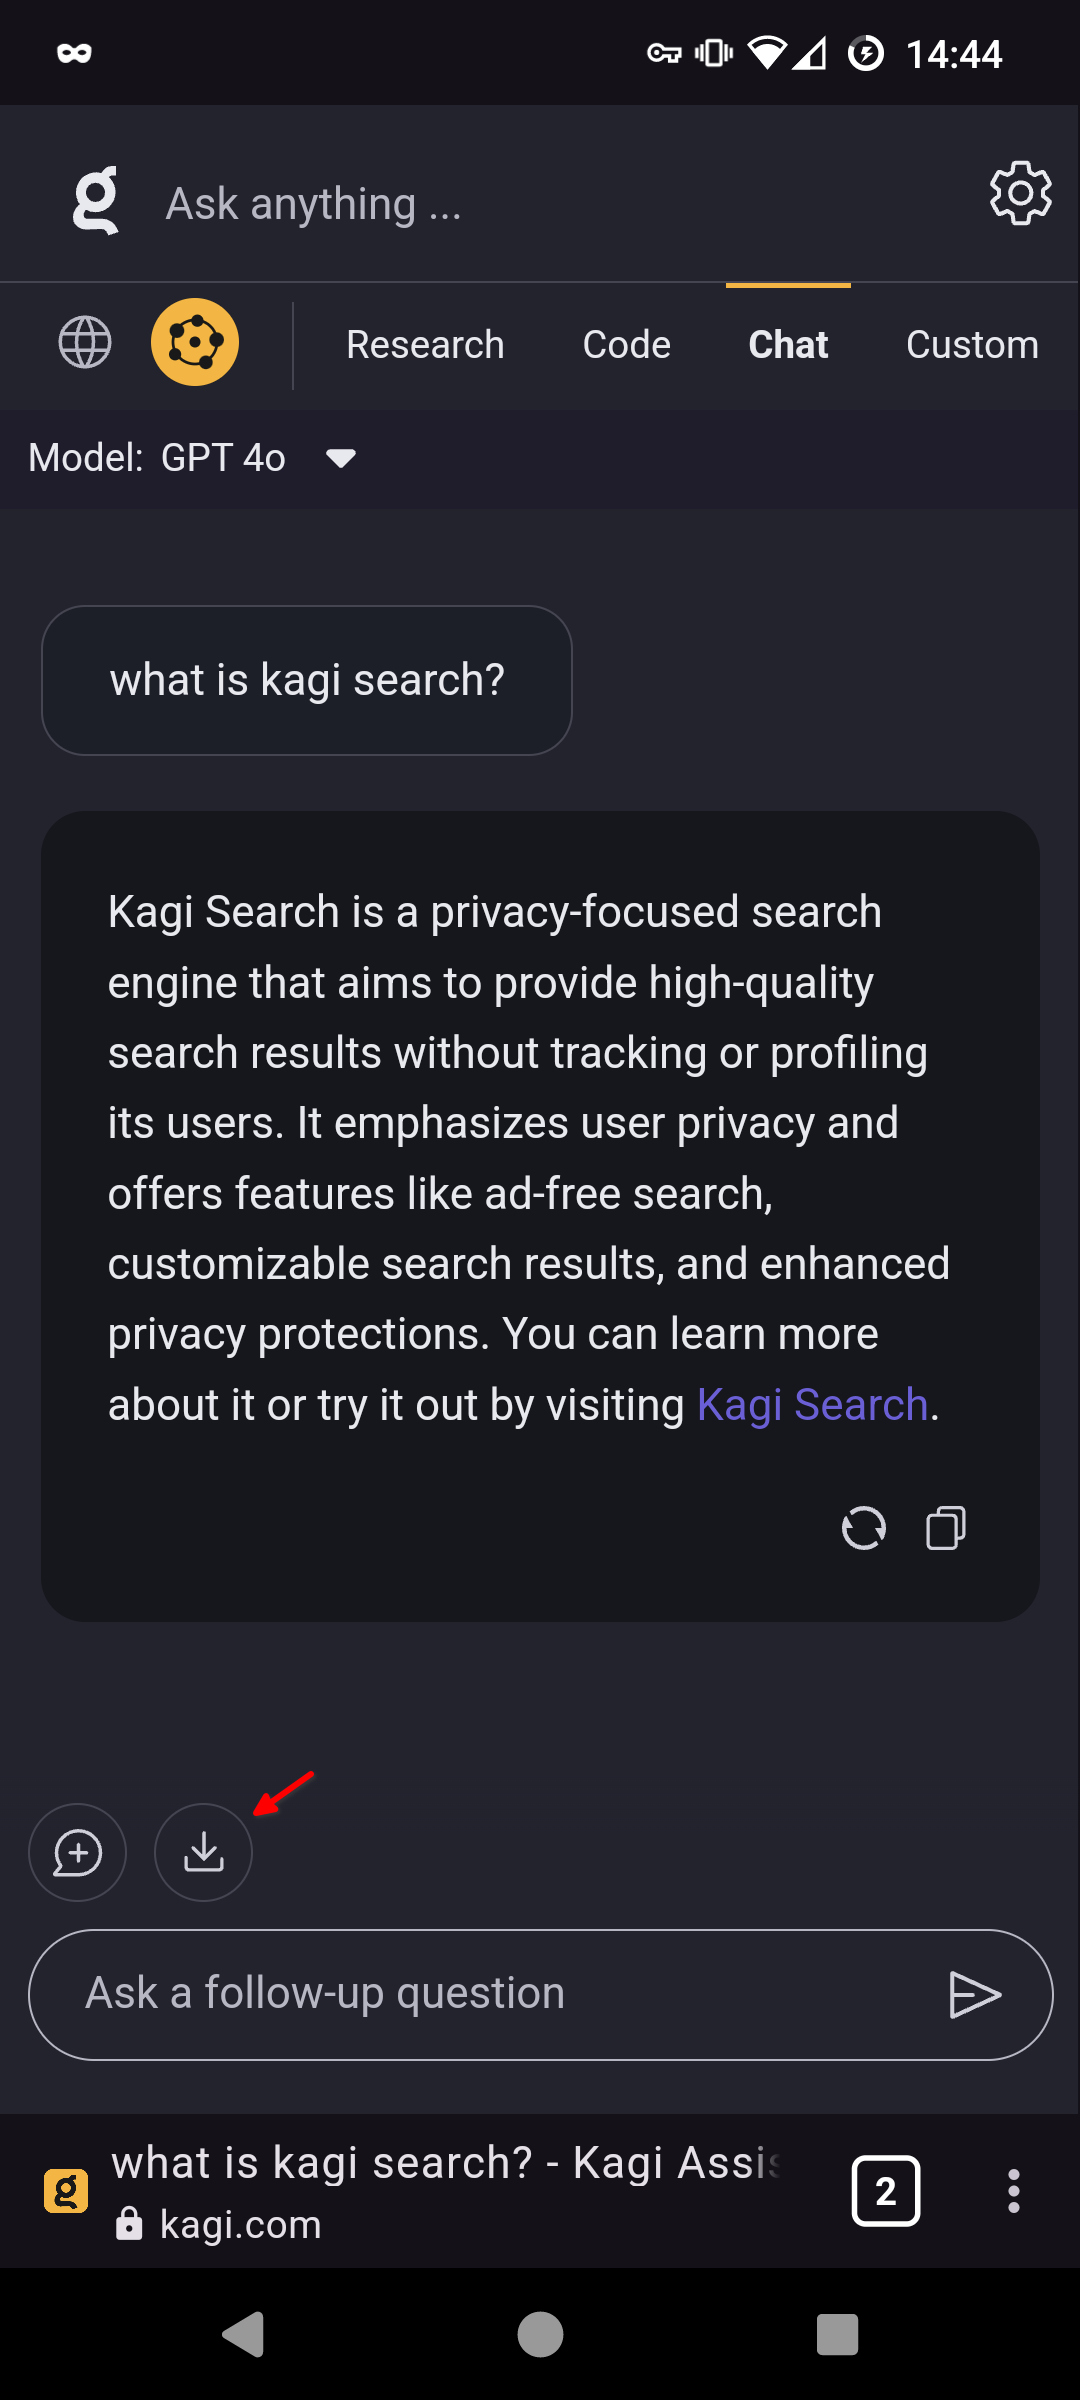 14:44
g Ask anything ...
Research Code Chat Custom
Model: GPT 4o
what is kagi search?
Kagi Search is a privacy-focused search
engine that aims to provide high-quality
search results without tracking or profiling
its users. It emphasizes user privacy and
offers features like ad-free search,
customizable search results, and enhanced
privacy protections. You can learn more
about it or try it out by visiting Kagi Search.
Ask a follow-up question
g what is kagi search? - Kagi Assis
2
kagi.com